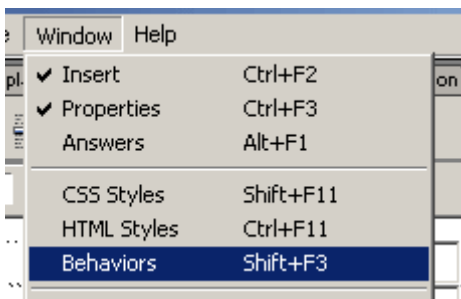 Window Help
Insert Ctrl+F2
Properties Ctrl+F3
Answers Alt+F1
CSS Styles Shift+F11
HTML Styles Ctrl+F11
Behaviors Shift+F3